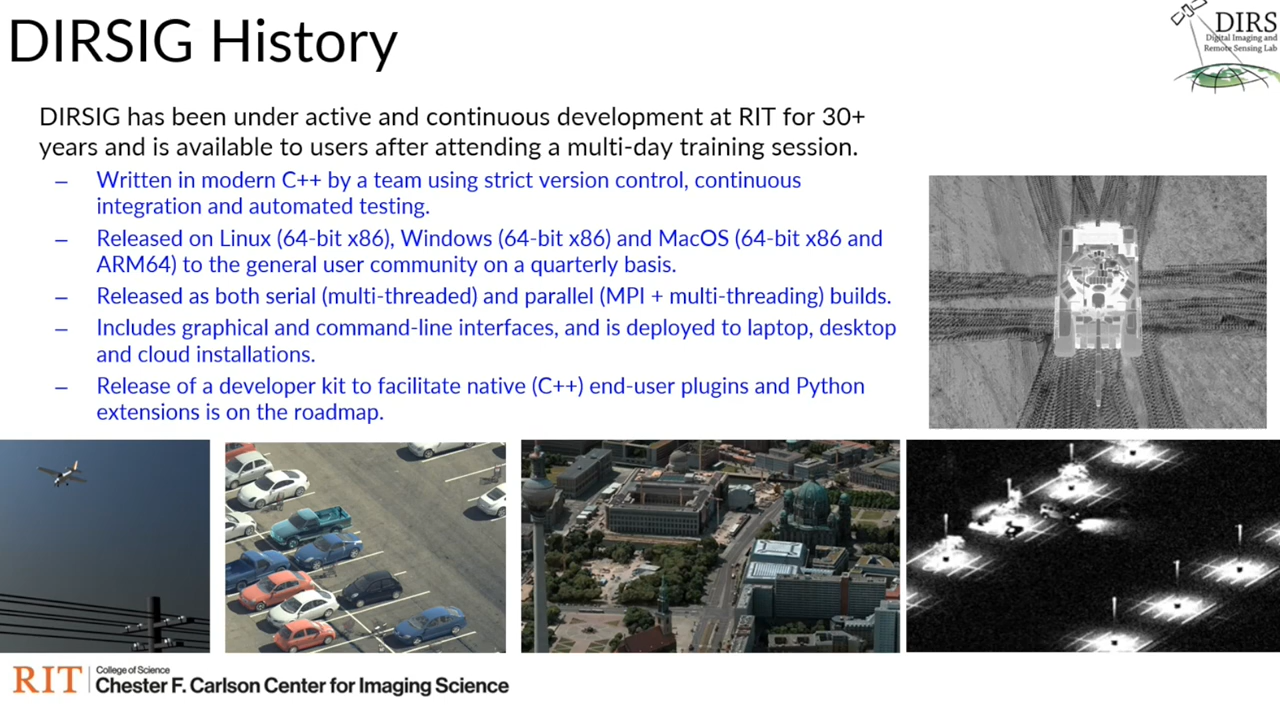 DIRSIG History
DIRS
Digital Imaging and
Remote Sensing Lab
DIRSIG has been under active and continuous development at RIT for 30+
years and is available to users after attending a multi-day training session.
– Written in modern C++ by a team using strict version control, continuous
integration and automated testing.
– Released on Linux (64-bit x86), Windows (64-bit x86) and MacOS (64-bit x86 and
ARM64) to the general user community on a quarterly basis.
– Released as both serial (multi-threaded) and parallel (MPI + multi-threading) builds.
– Includes graphical and command-line interfaces, and is deployed to laptop, desktop
and cloud installations.
– Release of a developer kit to facilitate native (C++) end-user plugins and Python
extensions is on the roadmap.
RIT
College of Science
Chester F. Carlson Center for Imaging Science